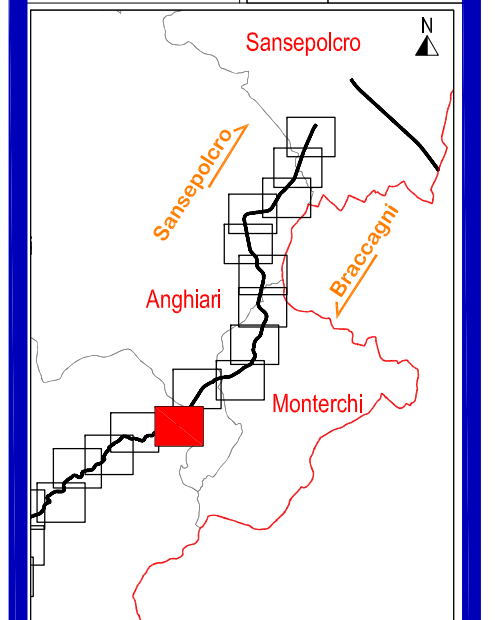 N
Sansepolcro
Sansepolcro
Braccagni
Anghiari
Monterchi